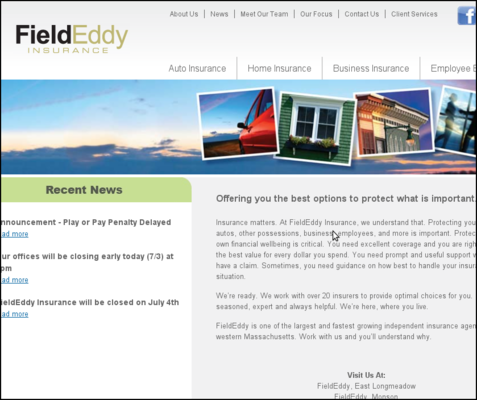 About Us | News | Meet Our Team | Our Focus | Contact Us | Client Services
FieldEddy
INSURANCE
Auto Insurance | Home Insurance | Business Insurance | Employee B
Recent News
nnouncement - Play or Pay Penalty Delayed
ad more
ur offices will be closing early today (7/3) at
pm
ad more
ieldEddy Insurance will be closed on July 4th
ad more
Offering you the best options to protect what is important.
Insurance matters. At FieldEddy Insurance, we understand that. Protecting you
autos, other possessions, business, employees, and more is important. Protec
own financial wellbeing is critical. You need excellent coverage and you are righ
the best value for every dollar you spend. You need prompt and useful support w
have a claim. Sometimes, you need guidance on how best to handle your insur
situation.
We're ready. We work with over 20 insurers to provide optimal choices for you.
seasoned, expert and always helpful. We're here, where you live.
FieldEddy is one of the largest and fastest growing independent insurance agen
western Massachusetts. Work with us and you'll understand why.
Visit Us At:
FieldEddy, East Longmeadow
FieldEddy, Monson